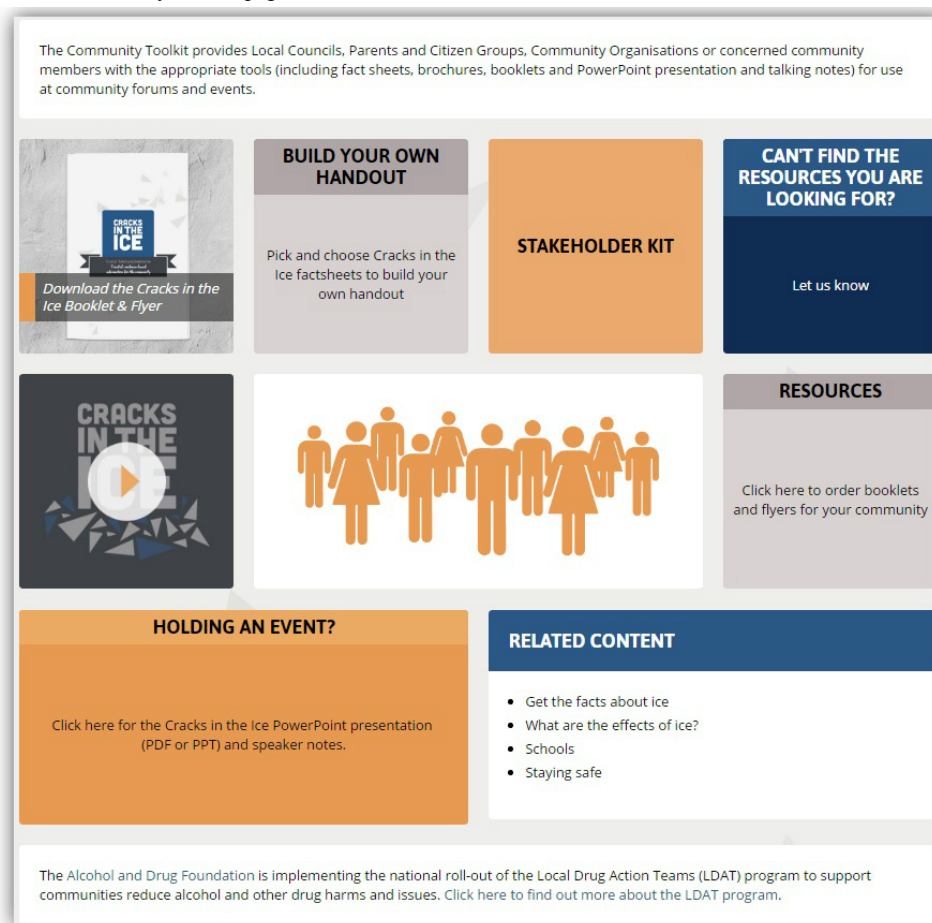 The Community Toolkit provides Local Councils, Parents and Citizen Groups, Community Organisations or concerned community
members with the appropriate tools (including fact sheets, brochures, booklets and PowerPoint presentation and talking notes) for use
at community forums and events.
CRACKS
IN THE
ICE
Download the Cracks in the
Ice Booklet & Flyer
BUILD YOUR OWN
HANDOUT
Pick and choose Cracks in the
Ice factsheets to build your
own handout
STAKEHOLDER KIT
CAN'T FIND THE
RESOURCES YOU ARE
LOOKING FOR?
Let us know
CRACKS
IN THE
ICE
RESOURCES
Click here to order booklets
and flyers for your community
HOLDING AN EVENT?
Click here for the Cracks in the Ice PowerPoint presentation
(PDF or PPT) and speaker notes.
RELATED CONTENT
• Get the facts about ice
• What are the effects of ice?
• Schools
• Staying safe
The Alcohol and Drug Foundation is implementing the national roll-out of the Local Drug Action Teams (LDAT) program to support
communities reduce alcohol and other drug harms and issues. Click here to find out more about the LDAT program.